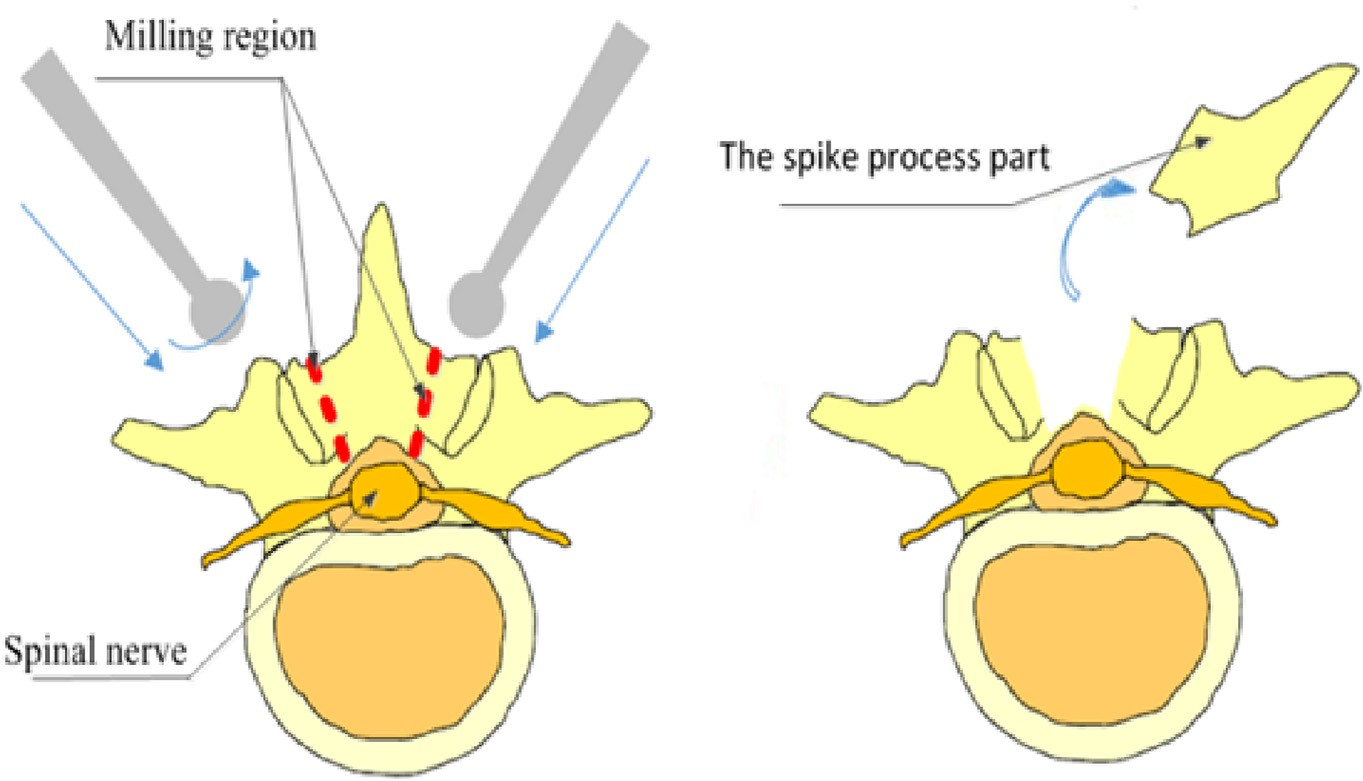 Milling region
The spike process part
Spinal nerve